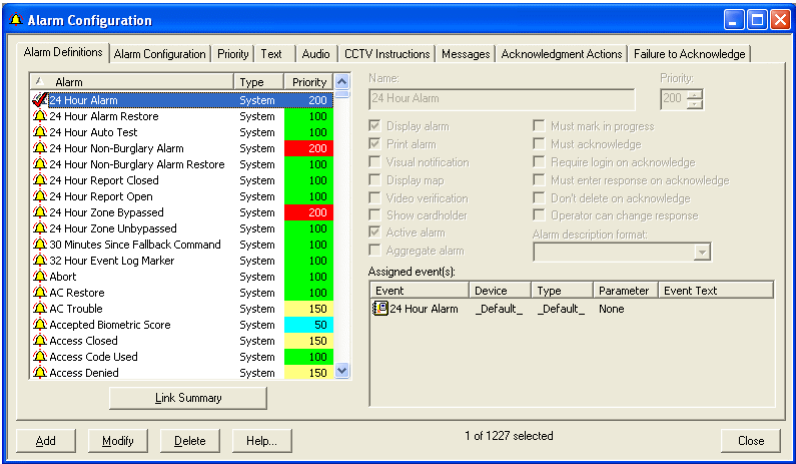 Alarm Configuration
Alarm Definitions Alarm Configuration Priority Text Audio CCTV Instructions Messages Acknowledgment Actions Failure to Acknowledge
Alarm Type Priority
24 Hour Alarm System 200
24 Hour Alarm Restore System 100
24 Hour Auto Test System 100
24 Hour Non-Burglary Alarm System 200
24 Hour Non-Burglary Alarm Restore System 100
24 Hour Report Closed System 100
24 Hour Report Open System 100
24 Hour Zone Bypassed System 200
24 Hour Zone Unbypassed System 100
30 Minutes Since Fallback Command System 100
32 Hour Event Log Marker System 100
Abort System 100
AC Restore System 100
AC Trouble System 150
Accepted Biometric Score System 50
Access Closed System 150
Access Code Used System 100
Access Denied System 150
Link Summary
Name: Priority:
24 Hour Alarm 200
Display alarm Must mark in progress
Print alarm Must acknowledge
Visual notification Require login on acknowledge
Display map Must enter response on acknowledge
Video verification Don't delete on acknowledge
Show cardholder Operator can change response
Active alarm Alarm description format:
Aggregate alarm
Assigned event(s):
Event Device Type Parameter Event Text
24 Hour Alarm _Default_ _Default_ None
Add Modify Delete Help... 1 of 1227 selected Close